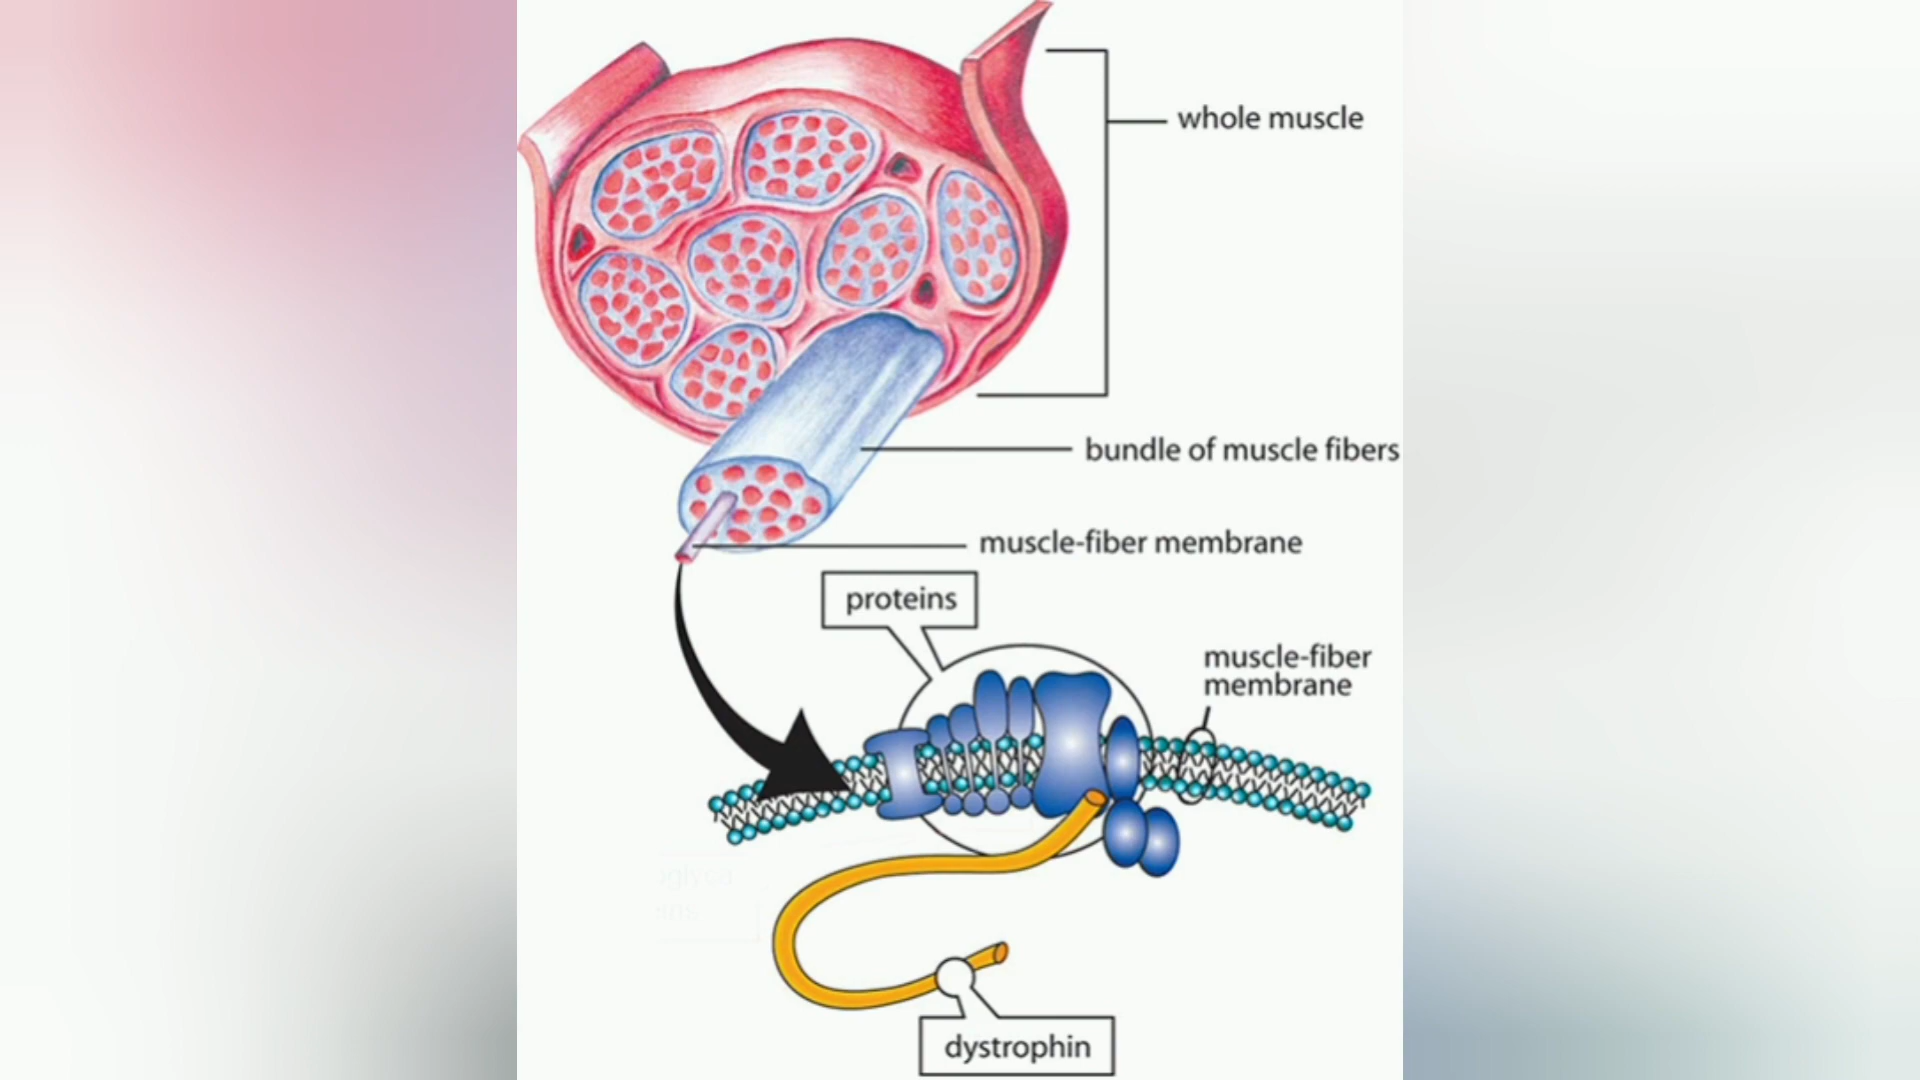 whole muscle
bundle of muscle fibers
muscle-fiber membrane
proteins
muscle-fiber
membrane
dystrophin